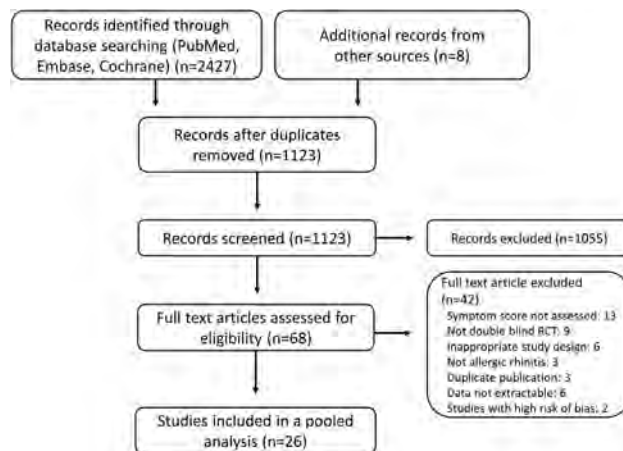 Records identified through
database searching (PubMed,
Embase, Cochrane) (n=2427)
Additional records from
other sources (n=8)
Records after duplicates
removed (n=1123)
Records screened (n=1123)
Records excluded (n=1055)
Full text articles assessed for
eligibility (n=68)
Full text article excluded
(n=42)
Symptom score not assessed: 13
Not double blind RCT: 9
Inappropriate study design: 6
Not allergic rhinitis: 3
Duplicate publication: 3
Data not extractable: 6
Studies with high risk of bias: 2
Studies included in a pooled
analysis (n=26)